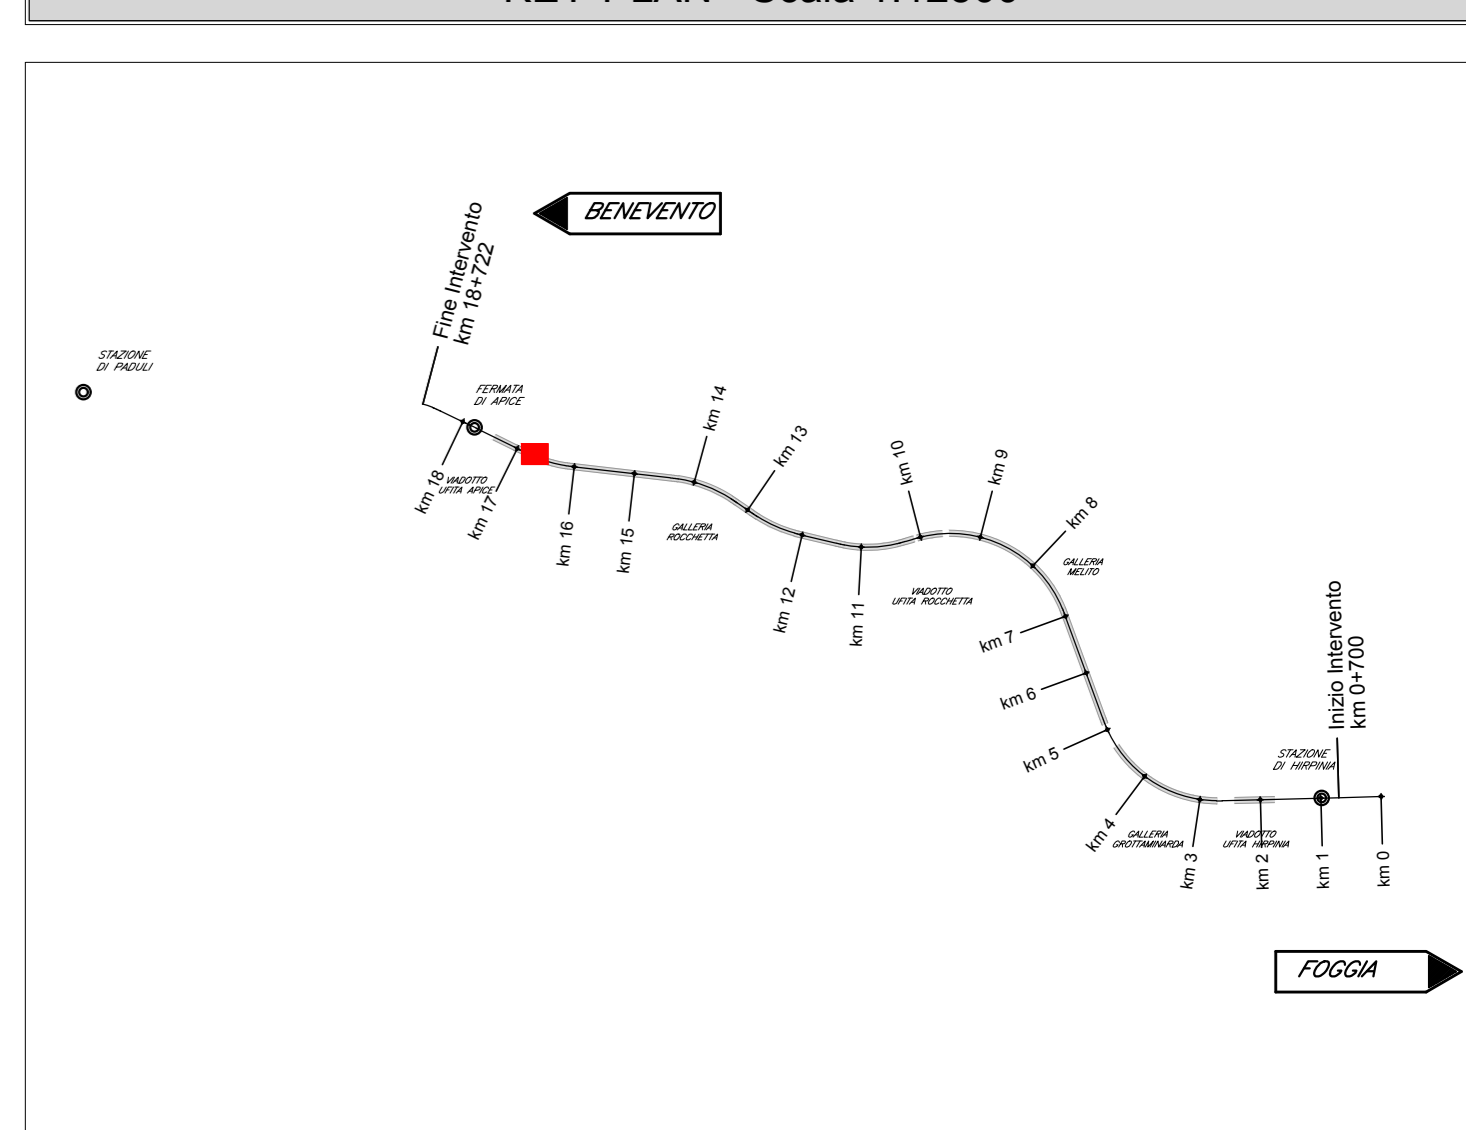 BENEVENTO
Fine Intervento
km 18+722
STAZIONE
DI PADULI
FERMATA
DI APICE
km 18
VIADOTTO
UFITA APICE
km 17
km 16
km 15
km 14
GALLERIA
ROCCHETTA
km 13
km 12
km 11
km 10
VIADOTTO
UFITA ROCCHETTA
km 9
km 8
GALLERIA
MELITO
km 7
km 6
km 5
km 4
GALLERIA
GROTTAMINARDA
km 3
VIADOTTO
UFITA HIRPINIA
km 2
STAZIONE
DI HIRPINIA
km 1
Inizio Intervento
km 0+700
km 0
FOGGIA